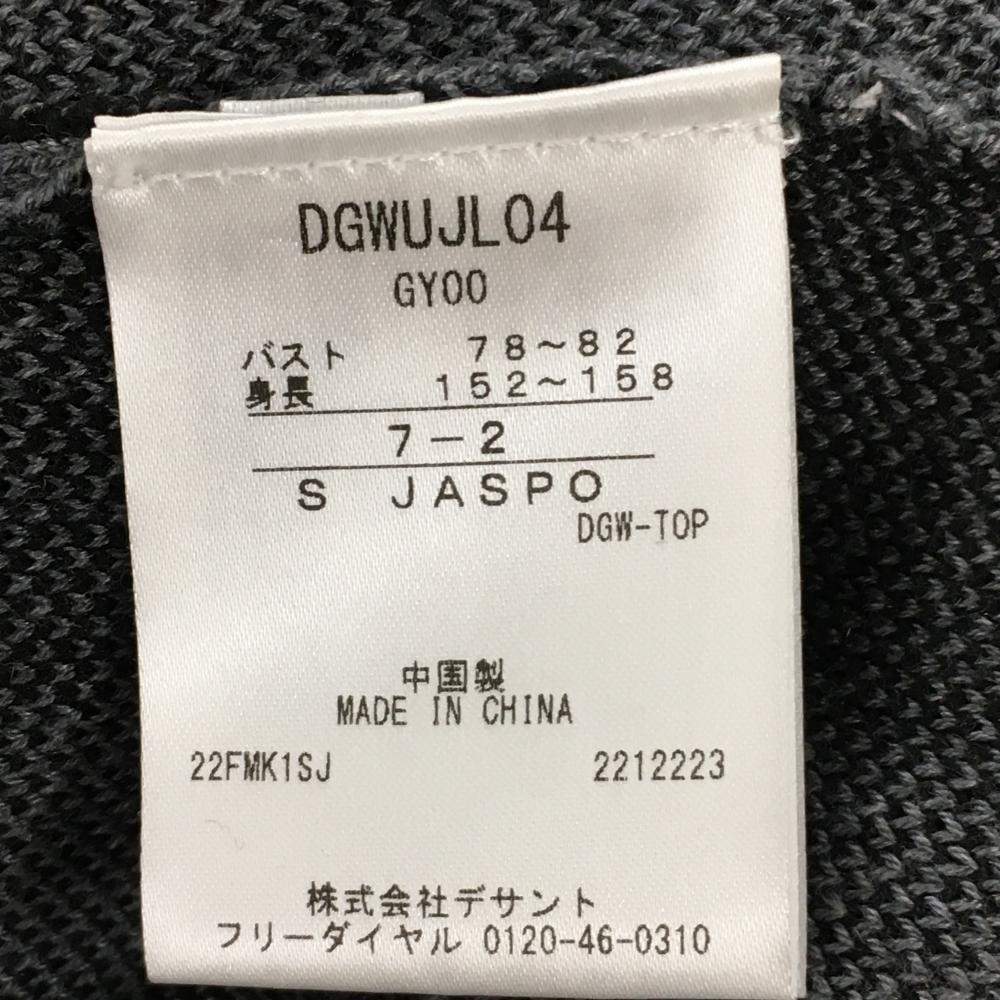 DGWUJL04
GY00
バスト 78~82
身長 152~158
7-2
S JASPO
DGW-TOP
中国製
MADE IN CHINA
22FMK1SJ 2212223
株式会社デサント
フリーダイヤル 0120-46-0310